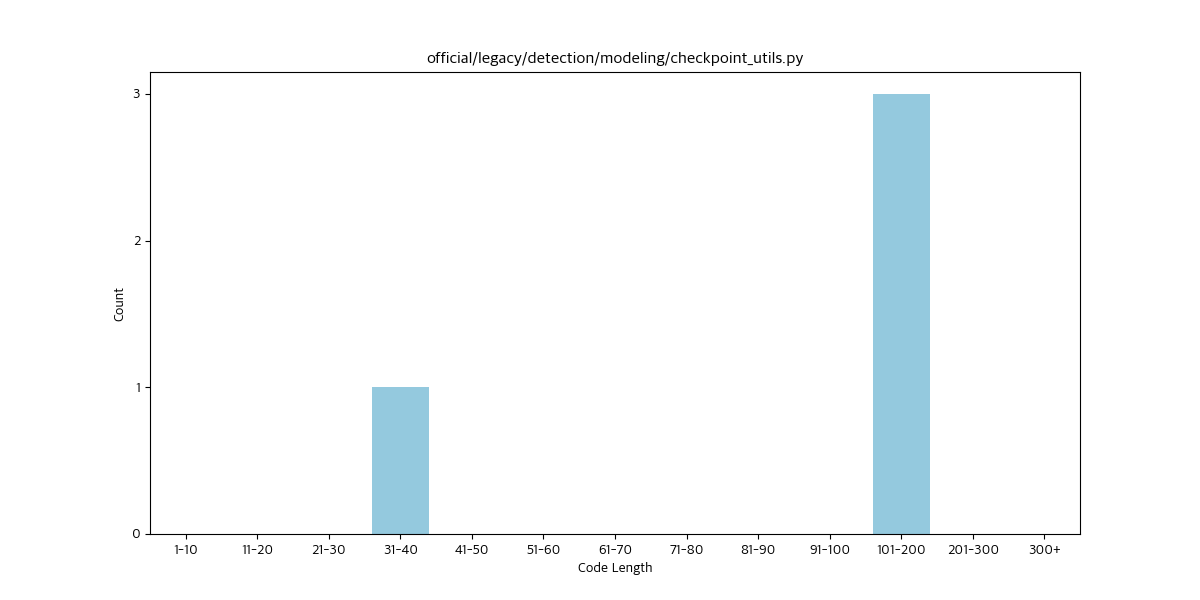 official/legacy/detection/modeling/checkpoint_utils.py
3
2
1
0
Count
1-10 11-20 21-30 31-40 41-50 51-60 61-70 71-80 81-90 91-100 101-200 201-300 300+
Code Length